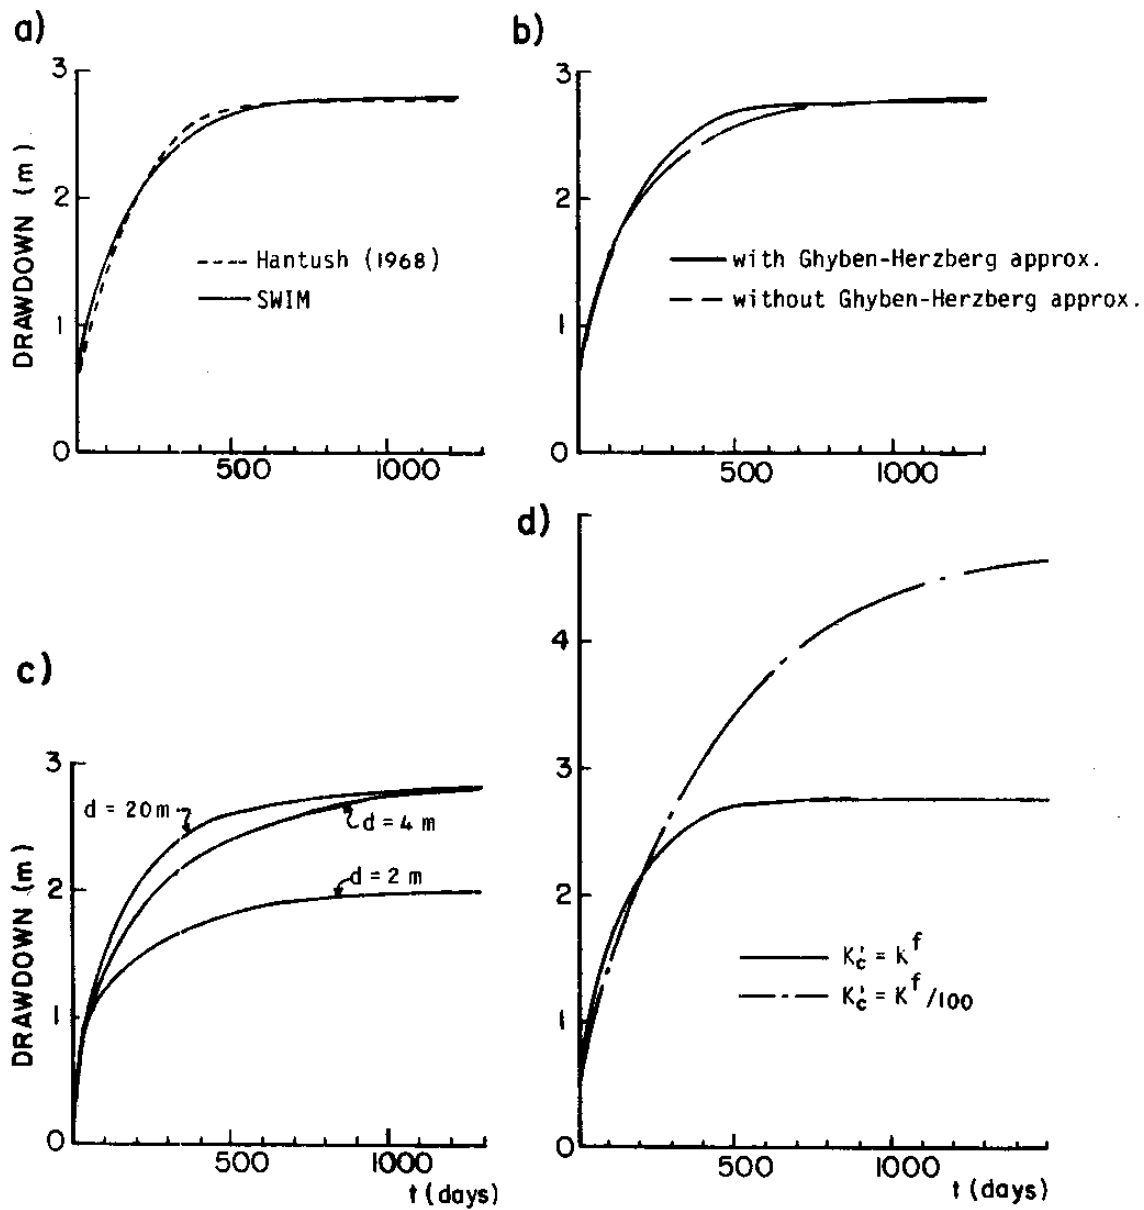 a)
3
2
1
0
DRAWDOWN (m)
Hantush (1968)
SWIM
500
1000
b)
3
2
1
0
with Ghyben-Herzberg approx.
without Ghyben-Herzberg approx.
500
1000
c)
3
2
1
0
DRAWDOWN (m)
d = 20 m
d = 4 m
d = 2 m
500
1000
t (days)
d)
4
3
2
1
0
K'c = k^f
K'c = K^f/100
500
1000
t (days)